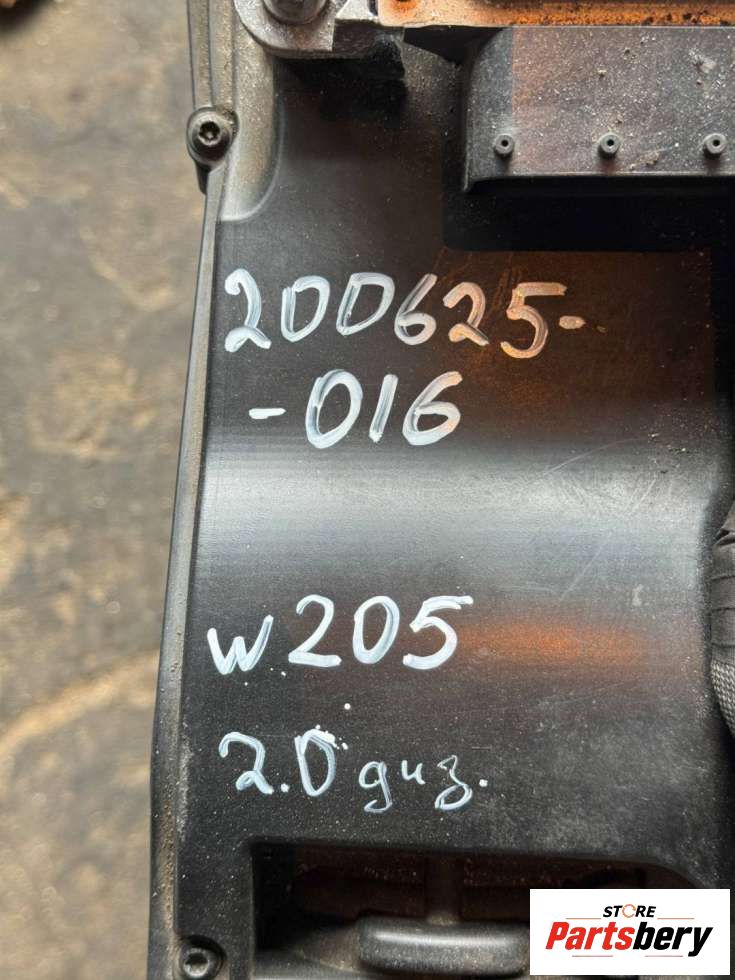 200625-
-016
w205
2.0 диз.
STORE
Partsbery